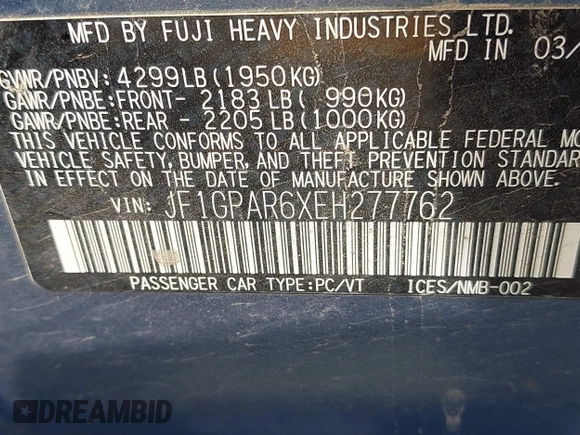 MFD BY FUJI HEAVY INDUSTRIES LTD.
MFD IN 03/
GVWR/PNBV: 4299LB (1950KG)
GAWR/PNBE: FRONT- 2183 LB ( 990KG)
GAWR/PNBE: REAR - 2205 LB (1000KG)
THIS VEHICLE CONFORMS TO ALL APPLICABLE FEDERAL MO
VEHICLE SAFETY, BUMPER, AND THEFT PREVENTION STANDAR
IN EFFECT ON THE DATE OF MANUFACTURE SHOWN ABOVE.
VIN: JF1GPAR6XEH277762
PASSENGER CAR TYPE:PC/VT ICES/NMB-002
DREAMBID